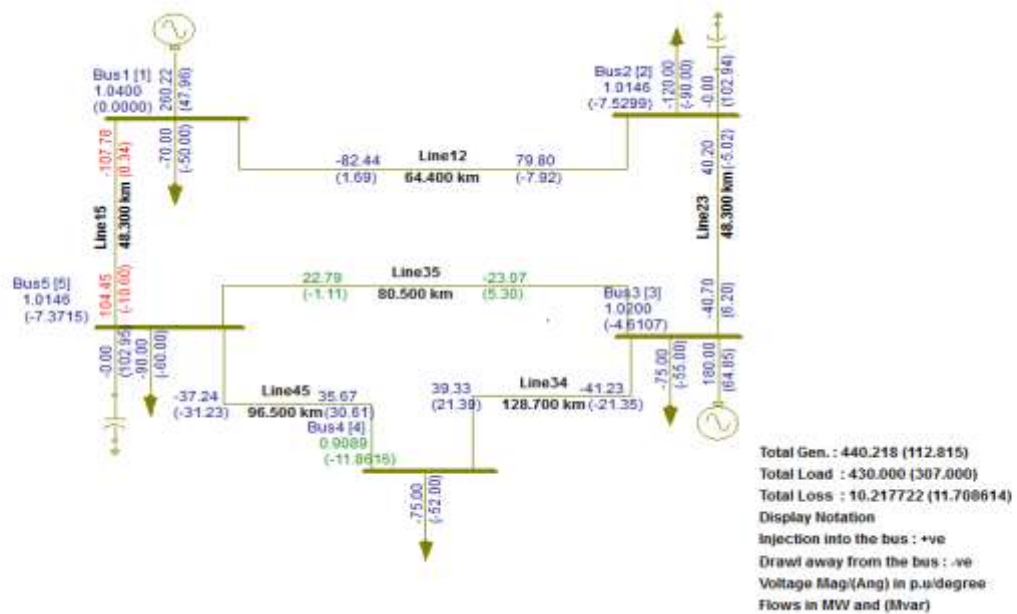 Bus1 [1]
1.0400
(0.0000)
260.22
(47.96)
-70.00
(-50.00)
Bus2 [2]
1.0146
(-7.5299)
-120.00
(-90.00)
-0.00
(102.94)
-107.78
(0.34)
Line15
48.300 km
104.45
(-10.60)
-82.44
(1.69)
Line12
64.400 km
79.80
(-7.92)
40.20
(-5.02)
Line23
48.300 km
-40.70
(6.20)
Bus5 [5]
1.0146
(-7.3715)
22.79
(-1.11)
Line35
80.500 km
-23.07
(5.30)
Bus3 [3]
1.0200
(-4.6107)
-0.00
(102.95)
-90.00
(-60.00)
-75.00
(-55.00)
180.00
(64.85)
-37.24
(-31.23)
Line45
96.500 km
35.67
(30.61)
Bus4 [4]
0.9089
(-11.8616)
39.33
(21.39)
Line34
128.700 km
-41.23
(-21.35)
-75.00
(-52.00)
Total Gen. : 440.218 (112.815)
Total Load : 430.000 (307.000)
Total Loss : 10.217722 (11.708614)
Display Notation
Injection into the bus : +ve
Drawl away from the bus : -ve
Voltage Mag/(Ang) in p.u/degree
Flows in MW and (Mvar)